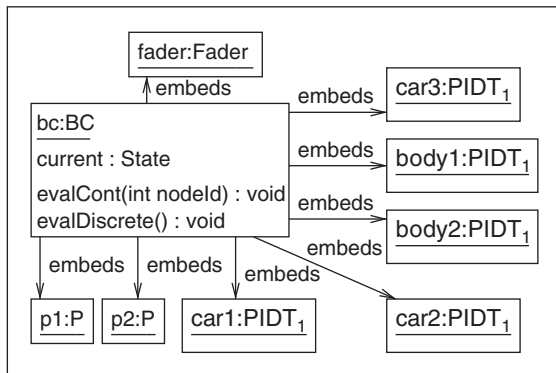 fader:Fader
embeds
embeds
car3:PIDT₁
bc:BC
current : State
embeds
body1:PIDT₁
evalCont(int nodeId) : void
evalDiscrete() : void
embeds
body2:PIDT₁
embeds
embeds
embeds
embeds
p1:P
p2:P
car1:PIDT₁
car2:PIDT₁